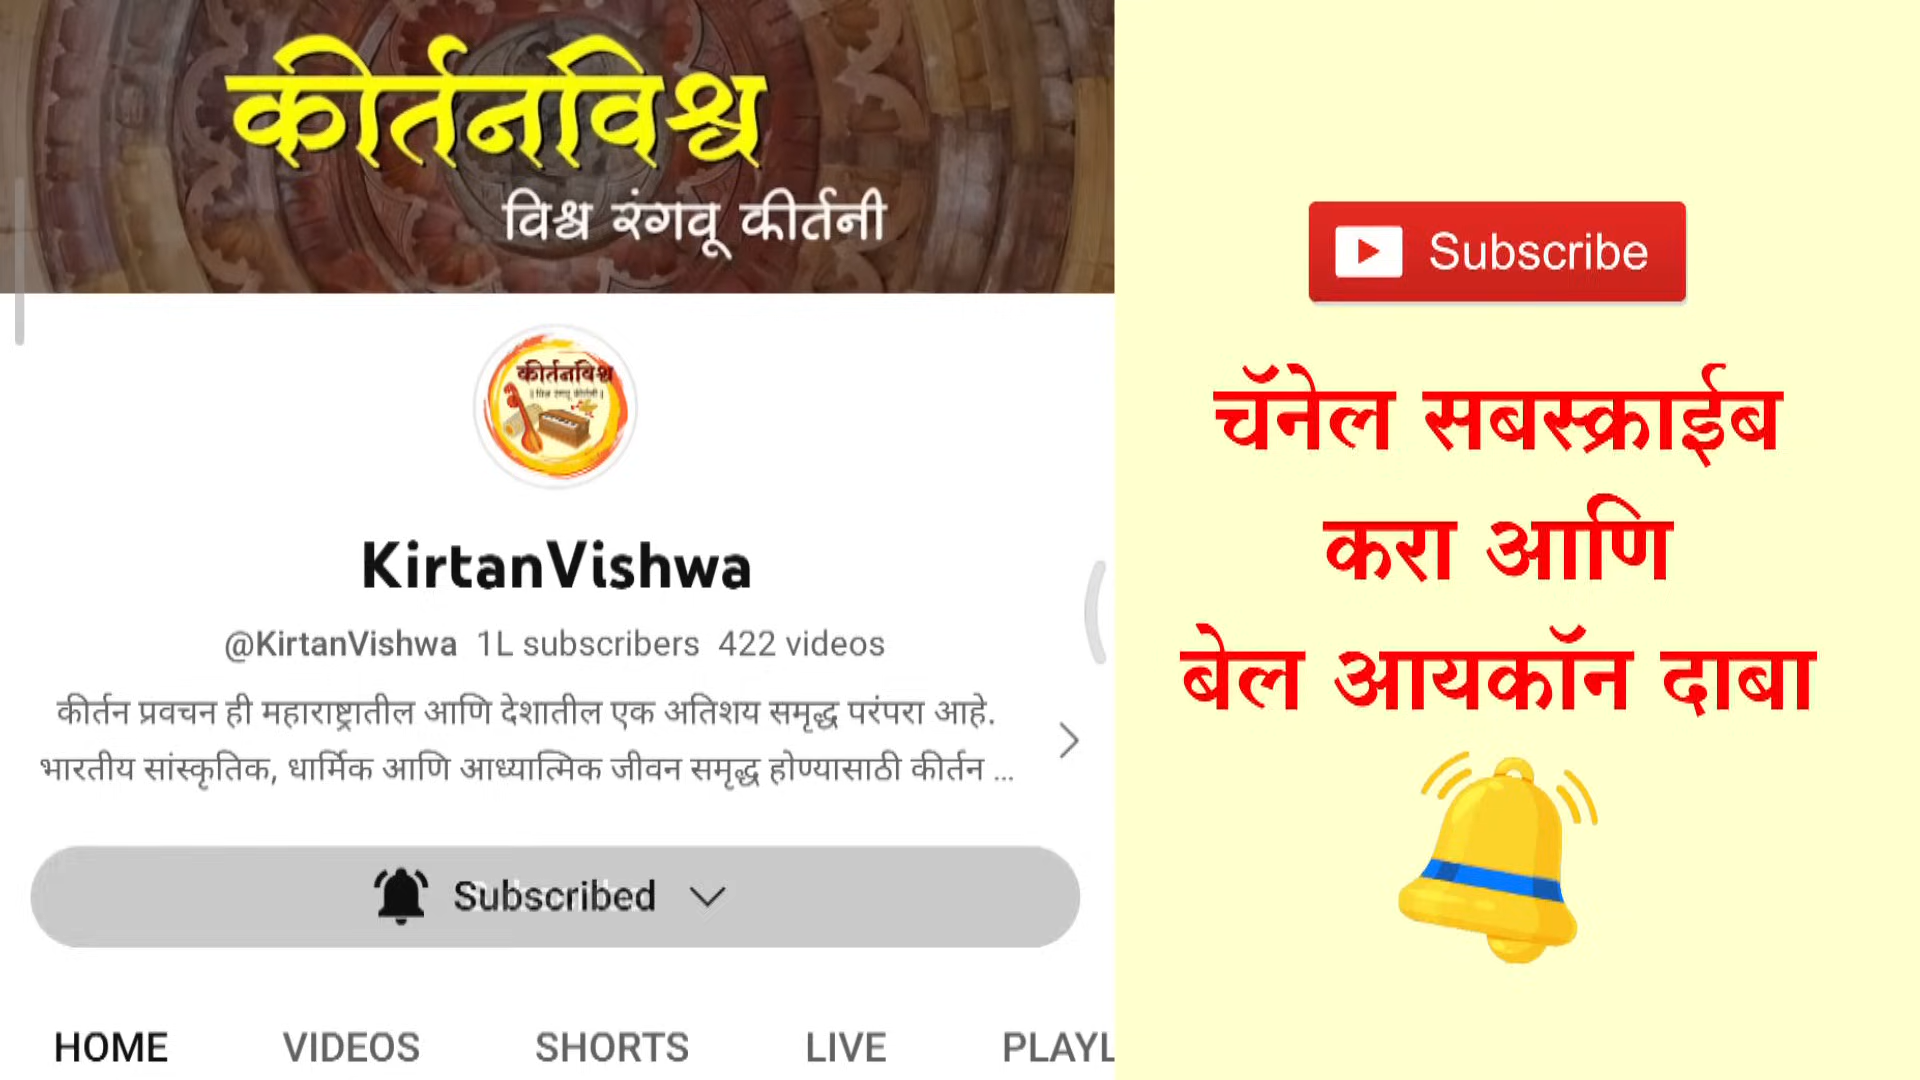 कीर्तनविश्व
विश्व रंगवू कीर्तनी
कीर्तनविश्व
KirtanVishwa
@KirtanVishwa 1L subscribers 422 videos
कीर्तन प्रवचन ही महाराष्ट्रातील आणि देशातील एक अतिशय समृद्ध परंपरा आहे.
भारतीय सांस्कृतिक, धार्मिक आणि आध्यात्मिक जीवन समृद्ध होण्यासाठी कीर्तन ...
Subscribed
HOME VIDEOS SHORTS LIVE PLAYL
Subscribe
चॅनेल सबस्क्राईब
करा आणि
बेल आयकॉन दाबा